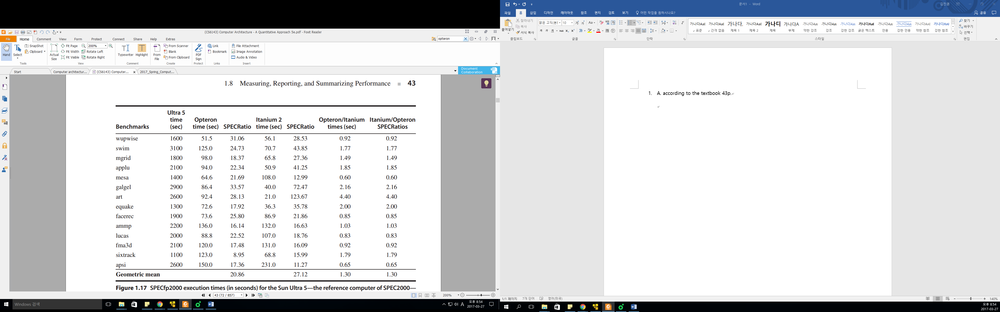 (CS6143) Computer Architecture - A Quantitative Approach 5e.pdf - Foxit Reader
File Home Comment View Form Protect Connect Share Help Extras
opteron
Hand
Select
SnapShot
Clipboard
Tools
Actual Size
Fit Page
Fit Width
Fit Visible
200%
Rotate Left
Rotate Right
View
Typewriter
Highlight
Comment
From File
From Scanner
Blank
From Clipboard
Create
PDF Sign
Protect
Link
Bookmark
Links
File Attachment
Image Annotation
Audio & Video
Insert
Start
Computer architectur...
(CS6143) Computer...
2017_Spring_Comput...
Document Collaboration
1.8 Measuring, Reporting, and Summarizing Performance ■ 43
Benchmarks Ultra 5 time (sec) Opteron time (sec) SPECRatio Itanium 2 time (sec) SPECRatio Opteron/Itanium times (sec) Itanium/Opteron SPECRatios
wupwise 1600 51.5 31.06 56.1 28.53 0.92 0.92
swim 3100 125.0 24.73 70.7 43.85 1.77 1.77
mgrid 1800 98.0 18.37 65.8 27.36 1.49 1.49
applu 2100 94.0 22.34 50.9 41.25 1.85 1.85
mesa 1400 64.6 21.69 108.0 12.99 0.60 0.60
galgel 2900 86.4 33.57 40.0 72.47 2.16 2.16
art 2600 92.4 28.13 21.0 123.67 4.40 4.40
equake 1300 72.6 17.92 36.3 35.78 2.00 2.00
facerec 1900 73.6 25.80 86.9 21.86 0.85 0.85
ammp 2200 136.0 16.14 132.0 16.63 1.03 1.03
lucas 2000 88.8 22.52 107.0 18.76 0.83 0.83
fma3d 2100 120.0 17.48 131.0 16.09 0.92 0.92
sixtrack 1100 123.0 8.95 68.8 15.99 1.79 1.79
apsi 2600 150.0 17.36 231.0 11.27 0.65 0.65
Geometric mean 20.86 27.12 1.30 1.30
Figure 1.17 SPECfp2000 execution times (in seconds) for the Sun Ultra 5—the reference computer of SPEC2000—
43 (72 / 857)
200%
Windows 검색
A
오후 8:54
2017-03-27
문서1 - Word
김진권
파일 홈 삽입 디자인 레이아웃 참조 편지 검토 보기 어떤 작업을 원하시나요?
공유
붙여넣기
잘라내기
복사
서식 복사
클립보드
맑은 고딕(본문 10
글꼴
단락
가나다AaB 가나다AaB 가나다. 가나다AaB 가나다 가나다A 가나다AaB 가나다AaB 가나다AaB 가나다AaB 가나다AaB 가나다AaB 가나다AaB 가나다AaB
표준 간격 없음 제목 1 제목 2 제목 부제 약한 강조 강조 강한 강조 굵은 텍스트 인용 강한 인용 약한 참조 강한 참조
스타일
찾기
바꾸기
선택
편집
1. A. according to the textbook 43p.
1/1 페이지 7개 단어 영어(미국)
140%
오후 8:54
2017-03-27